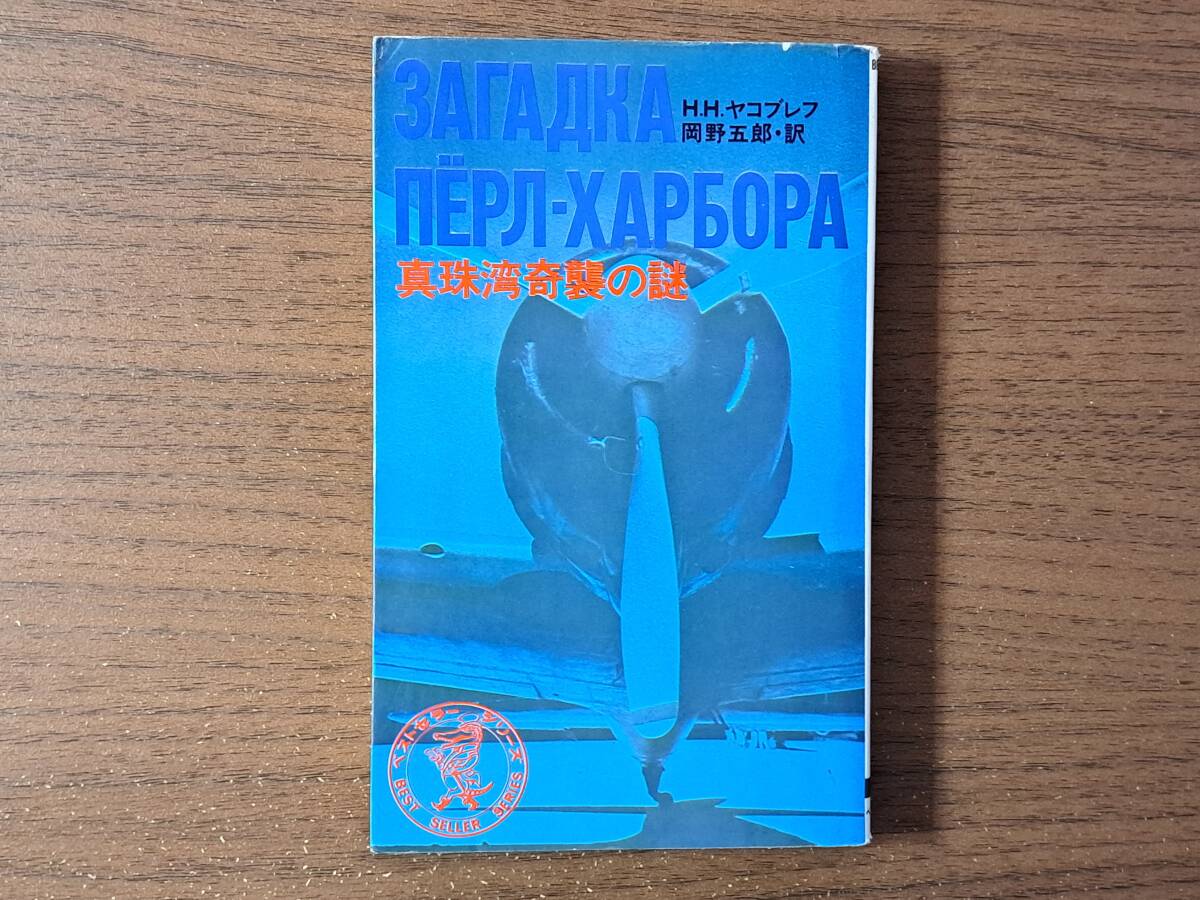 ЗАГАДКА
H.H.ヤコブレフ
岡野五郎・訳
ПЁРЛ-ХАРБОРА
真珠湾奇襲の謎
ベストセラー シリーズ
BEST SELLER SERIES